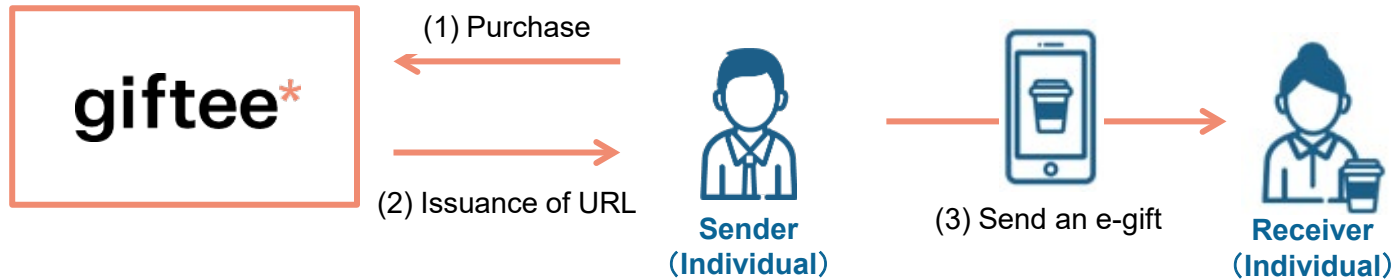 (1) Purchase
giftee*
(2) Issuance of URL
Sender
（Individual）
(3) Send an e-gift
Receiver
（Individual）